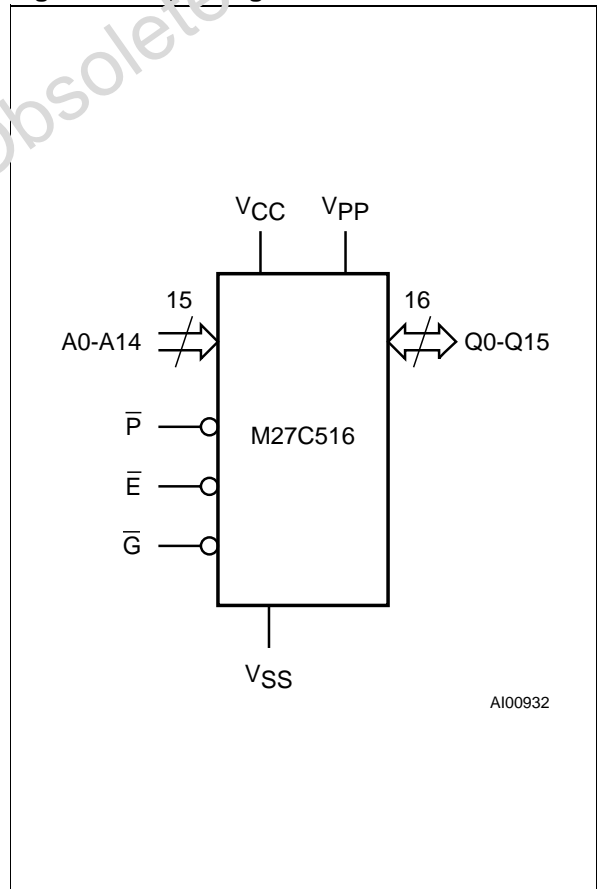 Obsolete
VCC VPP
15 16
A0-A14 Q0-Q15
P̅
M27C516
E̅
G̅
VSS
AI00932